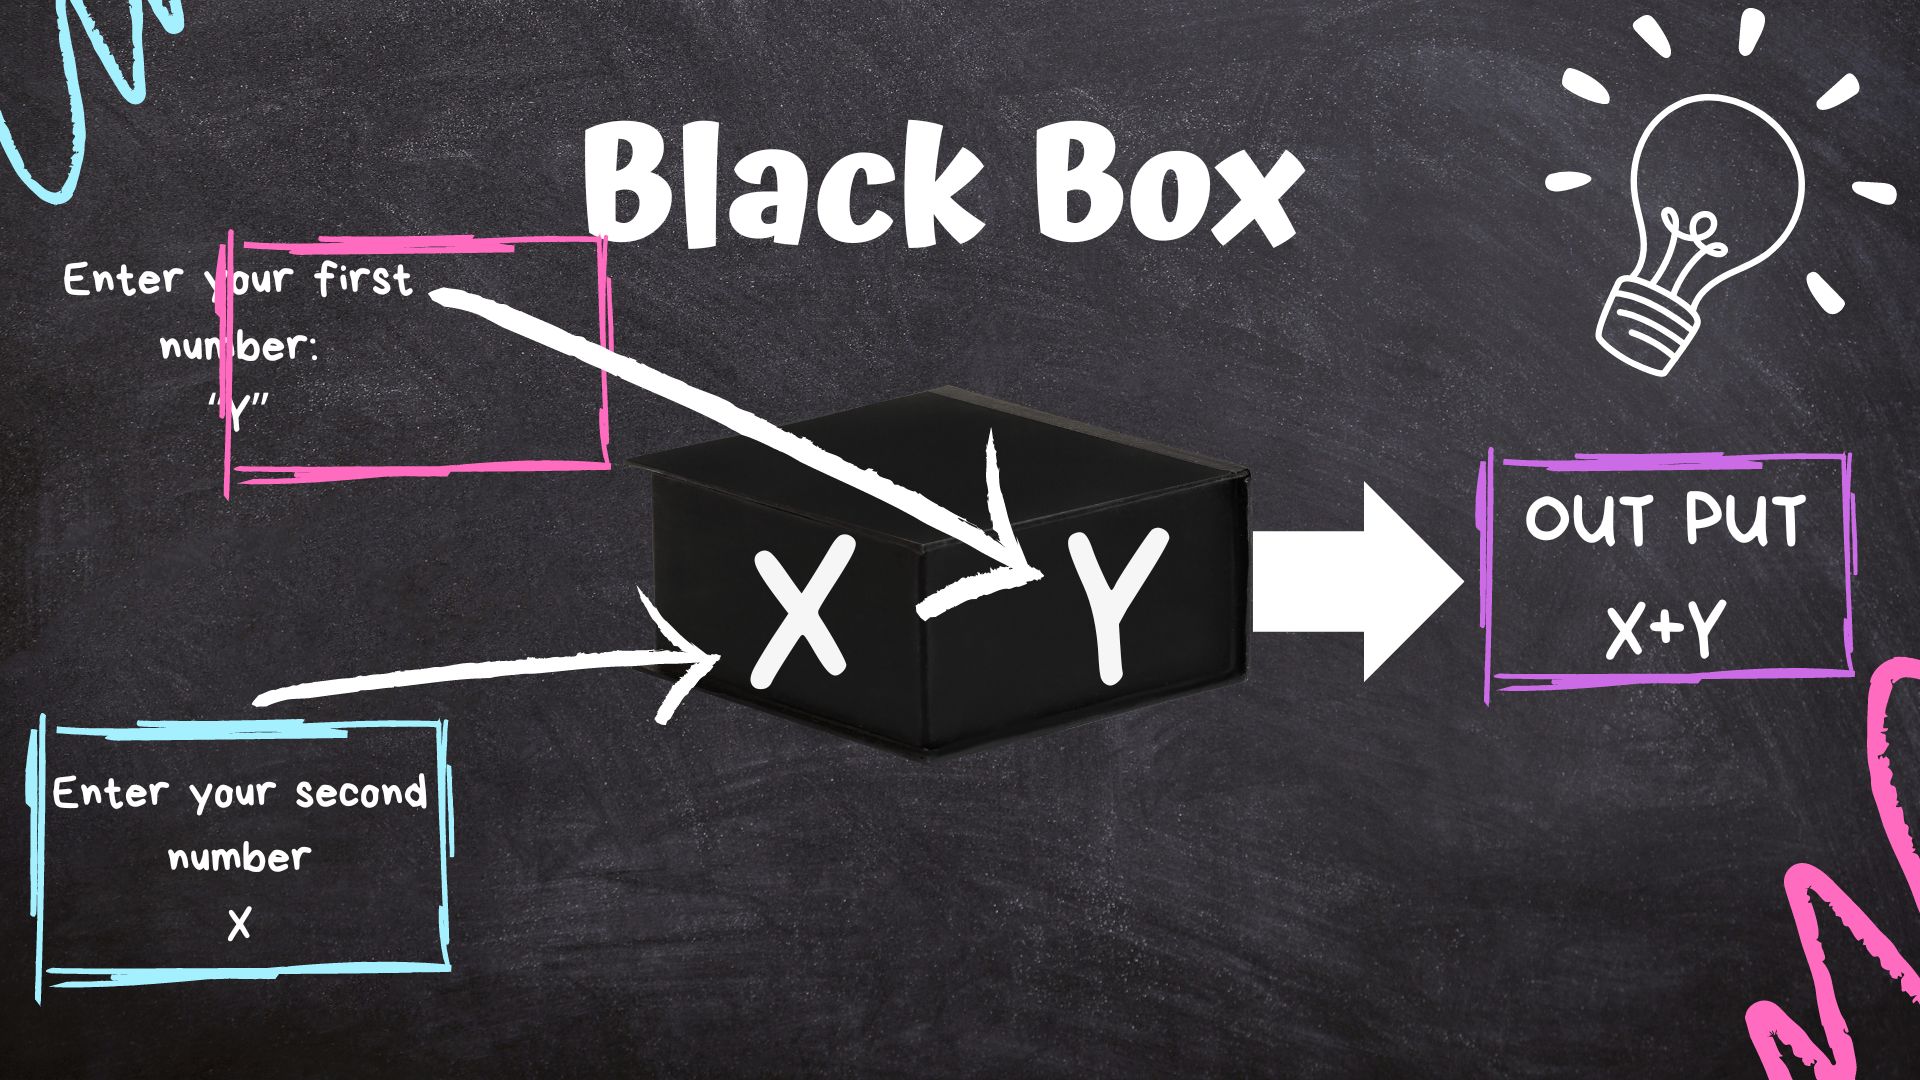 Black Box
Enter your first
number:
“Y”
X
Y
OUT PUT
X+Y
Enter your second
number
X